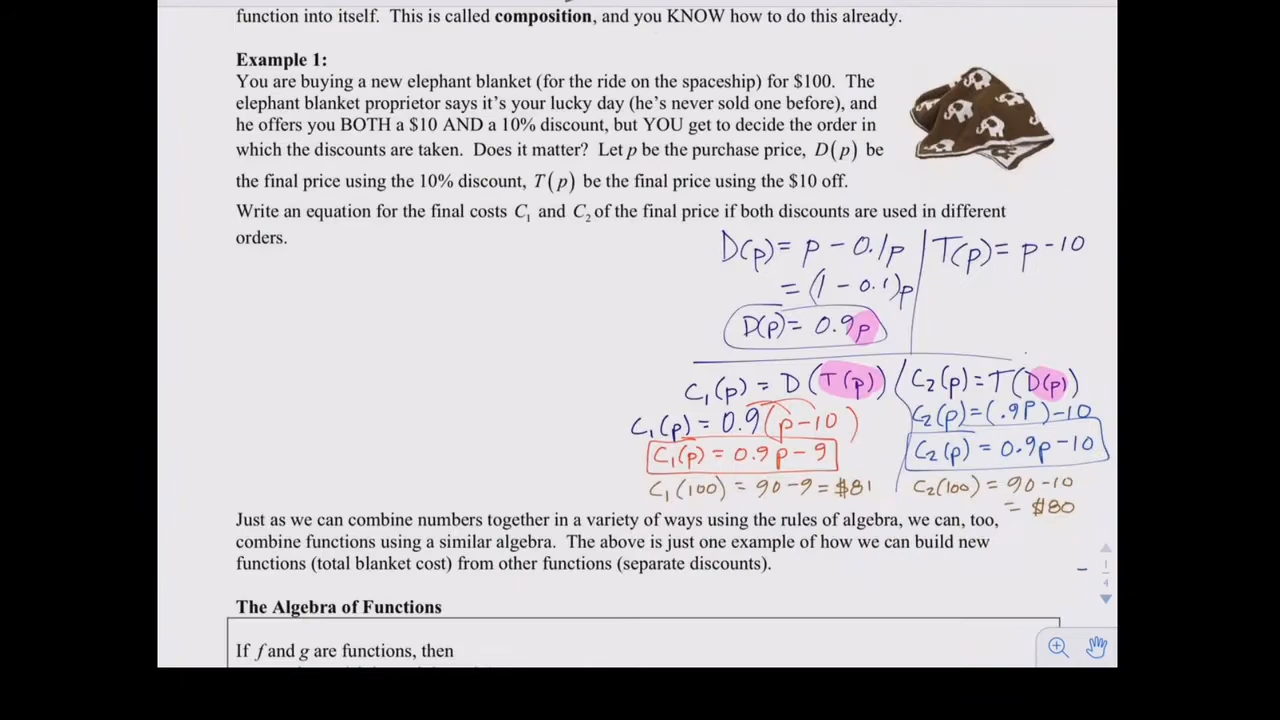 function into itself.  This is called composition, and you KNOW how to do this already.
Example 1:
You are buying a new elephant blanket (for the ride on the spaceship) for $100.  The
elephant blanket proprietor says it's your lucky day (he's never sold one before), and
he offers you BOTH a $10 AND a 10% discount, but YOU get to decide the order in
which the discounts are taken.  Does it matter?  Let p be the purchase price, D(p) be
the final price using the 10% discount, T(p) be the final price using the $10 off.
Write an equation for the final costs C₁ and C₂ of the final price if both discounts are used in different
orders.
D(p) = p - 0.1p
= (1 - 0.1)p
D(p) = 0.9p
T(p) = p - 10
C₁(p) = D(T(p))
C₁(p) = 0.9(p - 10)
C₁(p) = 0.9p - 9
C₁(100) = 90 - 9 = $81
C₂(p) = T(D(p))
C₂(p) = (.9p) - 10
C₂(p) = 0.9p - 10
C₂(100) = 90 - 10
= $80
Just as we can combine numbers together in a variety of ways using the rules of algebra, we can, too,
combine functions using a similar algebra.  The above is just one example of how we can build new
functions (total blanket cost) from other functions (separate discounts).
The Algebra of Functions
If f and g are functions, then
1
4